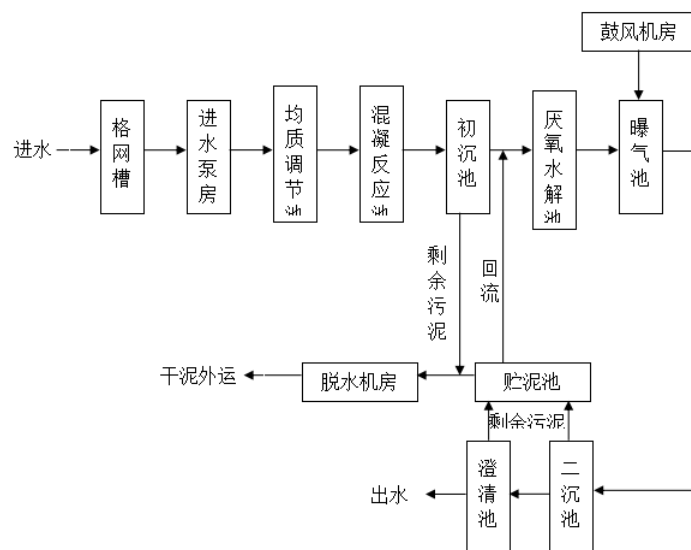 鼓风机房
进水
格网槽
进水泵房
均质调节池
混凝反应池
初沉池
厌氧水解池
曝气池
剩余污泥
回流
干泥外运
脱水机房
贮泥池
剩余污泥
出水
澄清池
二沉池